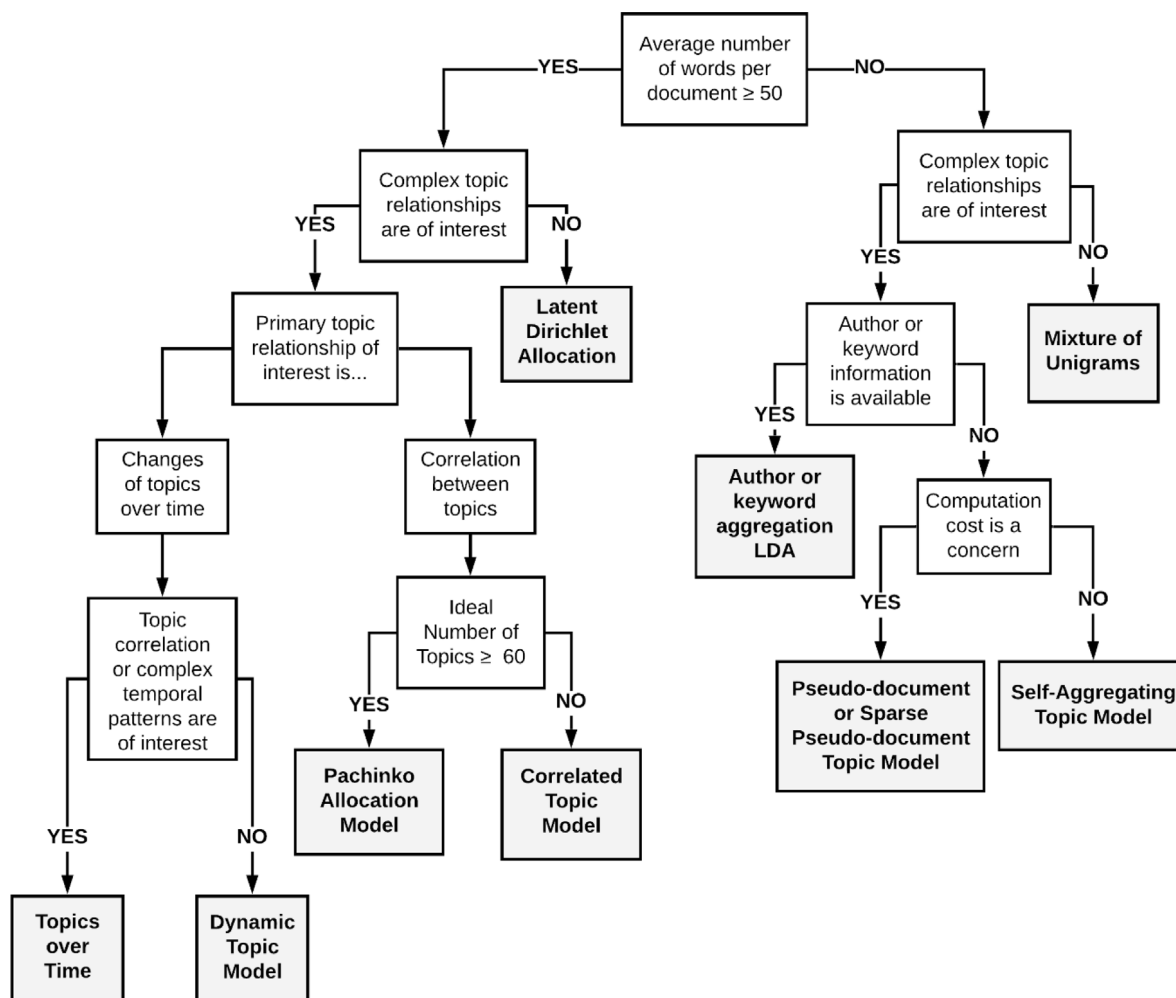 Average number
of words per
document ≥ 50
YES
NO
Complex topic
relationships
are of interest
YES
NO
Complex topic
relationships
are of interest
YES
NO
Primary topic
relationship of
interest is...
Latent
Dirichlet
Allocation
Author or
keyword
information
is available
YES
NO
Mixture of
Unigrams
Changes
of topics
over time
Correlation
between
topics
Author or
keyword
aggregation
LDA
Computation
cost is a
concern
YES
NO
Topic
correlation
or complex
temporal
patterns are
of interest
YES
NO
Ideal
Number of
Topics ≥ 60
YES
NO
Pseudo-document
or Sparse
Pseudo-document
Topic Model
Self-Aggregating
Topic Model
Pachinko
Allocation
Model
Correlated
Topic
Model
Topics
over
Time
Dynamic
Topic
Model